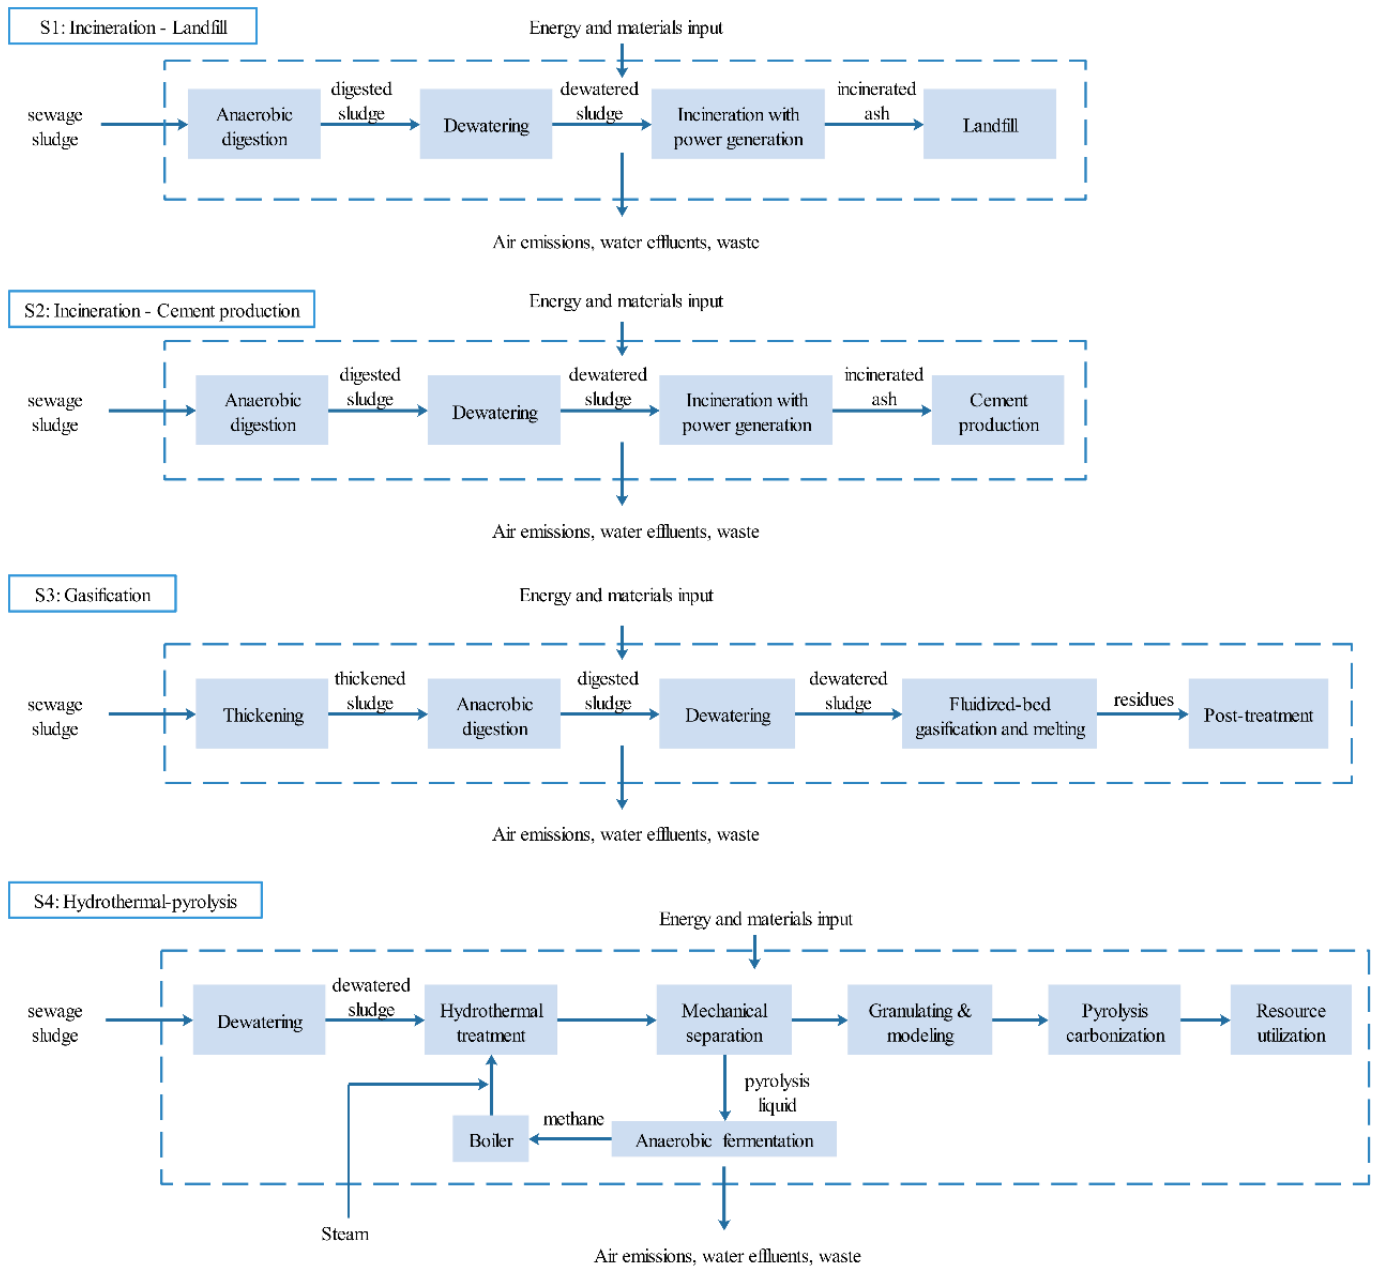 S1: Incineration - Landfill
Energy and materials input
sewage
sludge
Anaerobic
digestion
digested
sludge
Dewatering
dewatered
sludge
Incineration with
power generation
incinerated
ash
Landfill
Air emissions, water effluents, waste
S2: Incineration - Cement production
Energy and materials input
sewage
sludge
Anaerobic
digestion
digested
sludge
Dewatering
dewatered
sludge
Incineration with
power generation
incinerated
ash
Cement
production
Air emissions, water effluents, waste
S3: Gasification
Energy and materials input
sewage
sludge
Thickening
thickened
sludge
Anaerobic
digestion
digested
sludge
Dewatering
dewatered
sludge
Fluidized-bed
gasification and melting
residues
Post-treatment
Air emissions, water effluents, waste
S4: Hydrothermal-pyrolysis
Energy and materials input
sewage
sludge
Dewatering
dewatered
sludge
Hydrothermal
treatment
Mechanical
separation
Granulating &
modeling
Pyrolysis
carbonization
Resource
utilization
pyrolysis
liquid
Anaerobic fermentation
methane
Boiler
Steam
Air emissions, water effluents, waste